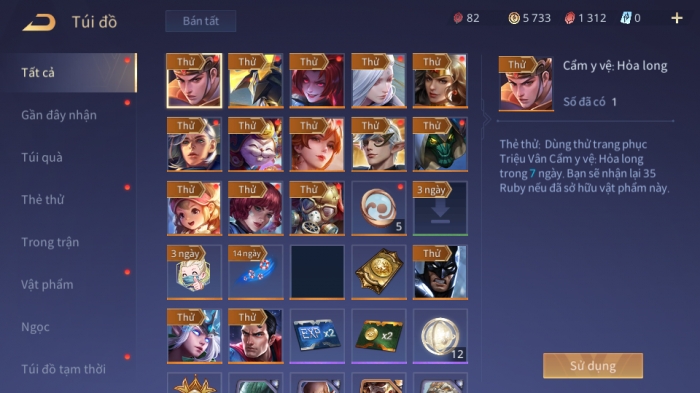 Túi đồ
Bán tất
82
5 733
1 312
0
Tất cả
Gần đây nhận
Túi quà
Thẻ thử
Trong trận
Vật phẩm
Ngọc
Túi đồ tạm thời
Thử
Thử
Thử
Thử
Thử
Thử
Thử
Thử
Thử
Thử
Thử
Thử
Thử
5
3 ngày
3 ngày
14 ngày
Thử
Thử
Thử
EXP x2
x2
12
Thử
Cẩm y vệ: Hỏa long
Số đã có 1
Thẻ thử: Dùng thử trang phục
Triệu Vân Cẩm y vệ: Hỏa long
trong 7 ngày. Bạn sẽ nhận lại 35
Ruby nếu đã sở hữu vật phẩm này.
Sử dụng